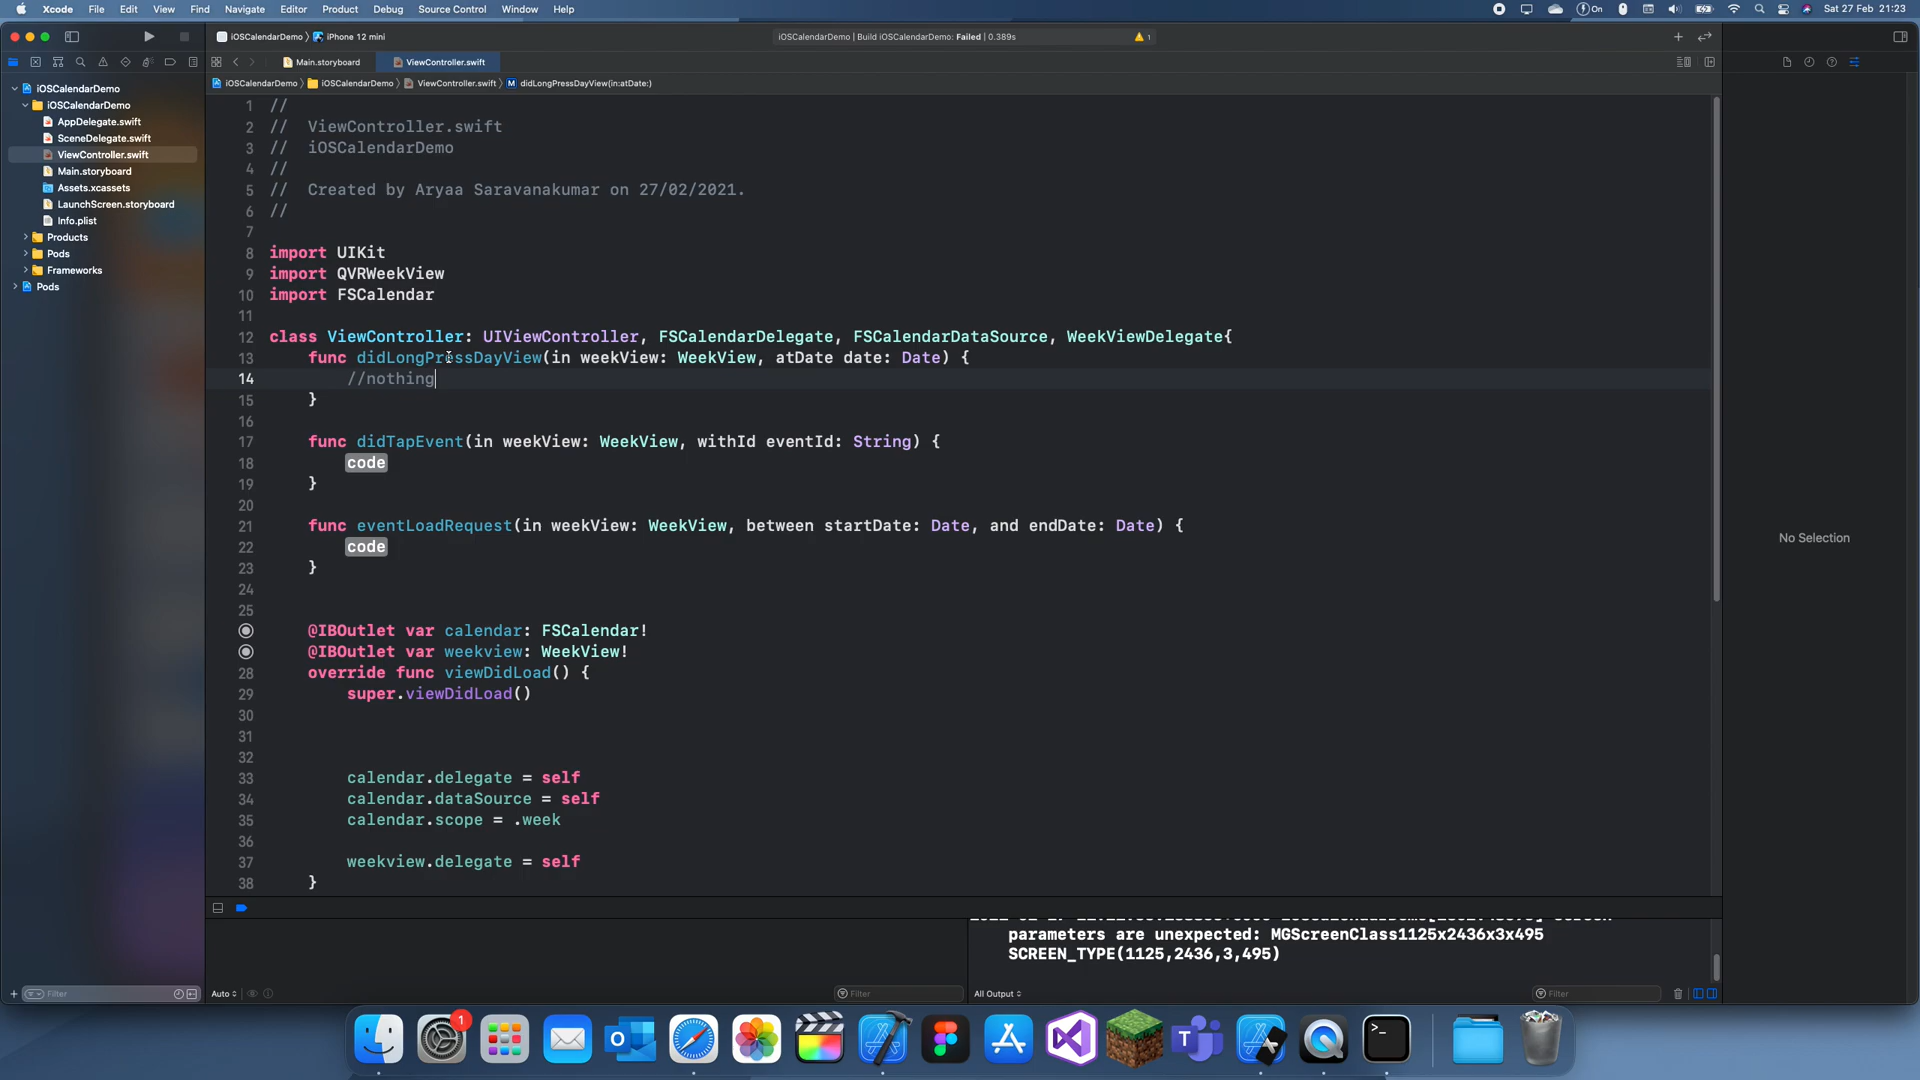 Xcode File Edit View Find Navigate Editor Product Debug Source Control Window Help
On Sat 27 Feb 21:23
iOSCalendarDemo iPhone 12 mini
iOSCalendarDemo | Build iOSCalendarDemo: Failed | 0.389s 1
Main.storyboard ViewController.swift
iOSCalendarDemo iOSCalendarDemo ViewController.swift M didLongPressDayView(in:atDate:)
iOSCalendarDemo
iOSCalendarDemo
AppDelegate.swift
SceneDelegate.swift
ViewController.swift
Main.storyboard
Assets.xcassets
LaunchScreen.storyboard
Info.plist
Products
Pods
Frameworks
Pods
1 //
2 // ViewController.swift
3 // iOSCalendarDemo
4 //
5 // Created by Aryaa Saravanakumar on 27/02/2021.
6 //
7
8 import UIKit
9 import QVRWeekView
10 import FSCalendar
11
12 class ViewController: UIViewController, FSCalendarDelegate, FSCalendarDataSource, WeekViewDelegate{
13 func didLongPressDayView(in weekView: WeekView, atDate date: Date) {
14 //nothing
15 }
16
17 func didTapEvent(in weekView: WeekView, withId eventId: String) {
18 code
19 }
20
21 func eventLoadRequest(in weekView: WeekView, between startDate: Date, and endDate: Date) {
22 code
23 }
24
25
@IBOutlet var calendar: FSCalendar!
@IBOutlet var weekview: WeekView!
28 override func viewDidLoad() {
29 super.viewDidLoad()
30
31
32
33 calendar.delegate = self
34 calendar.dataSource = self
35 calendar.scope = .week
36
37 weekview.delegate = self
38 }
No Selection
parameters are unexpected: MGScreenClass1125x2436x3x495
SCREEN_TYPE(1125,2436,3,495)
Filter
Auto
Filter
All Output
Filter
1